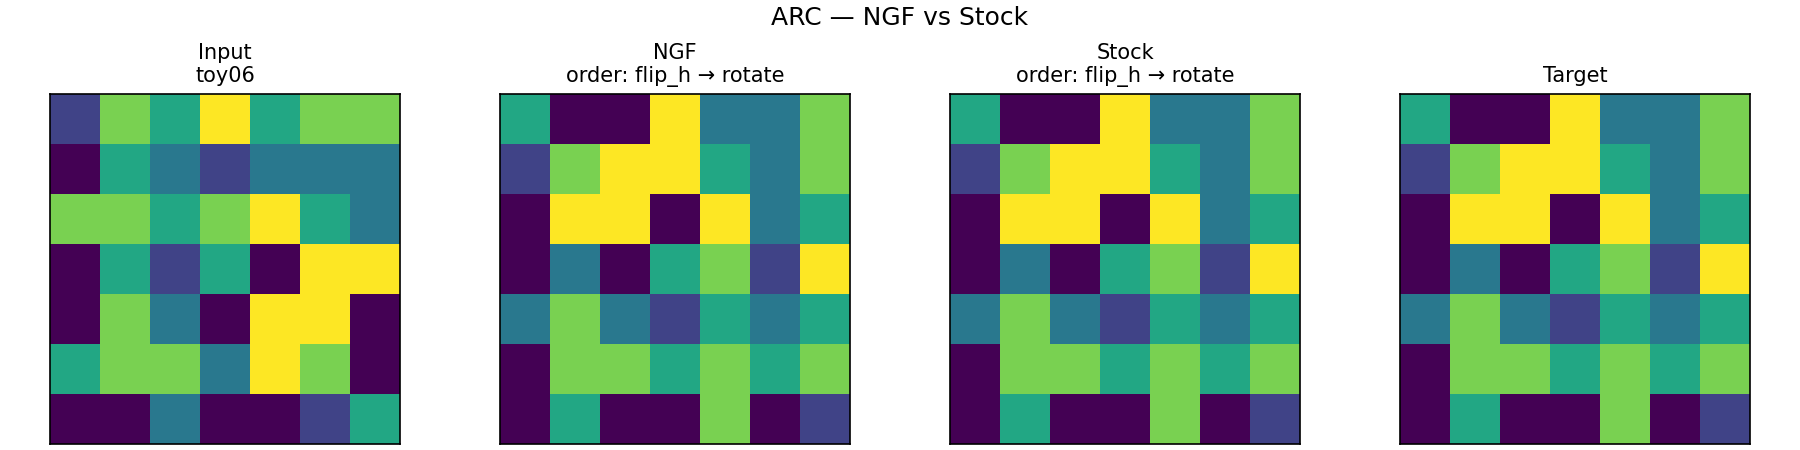 ARC — NGF vs Stock
Input
toy06
NGF
order: flip_h → rotate
Stock
order: flip_h → rotate
Target